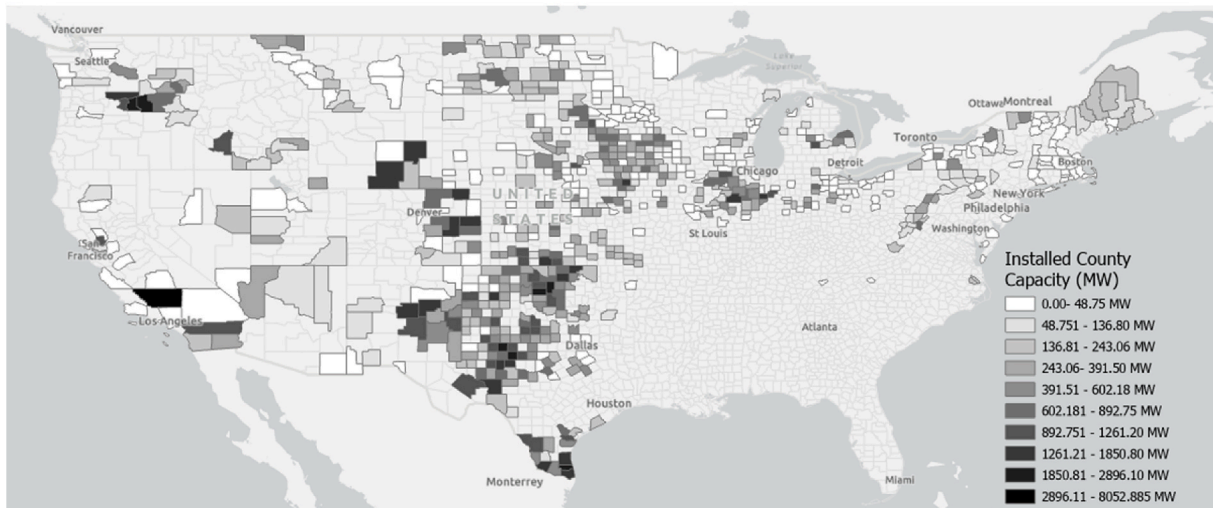 Vancouver
Seattle
Lake
Superior
Ottawa Montreal
Toronto
Boston
Detroit
Chicago
New York
UNITED
STATES
Denver
Philadelphia
St Louis
Washington
(San
Francisco
Los Angeles
Atlanta
Dallas
Houston
Monterrey
Miami
Installed County
Capacity (MW)
0.00- 48.75 MW
48.751 - 136.80 MW
136.81 - 243.06 MW
243.06- 391.50 MW
391.51 - 602.18 MW
602.181 - 892.75 MW
892.751 - 1261.20 MW
1261.21 - 1850.80 MW
1850.81 - 2896.10 MW
2896.11 - 8052.885 MW